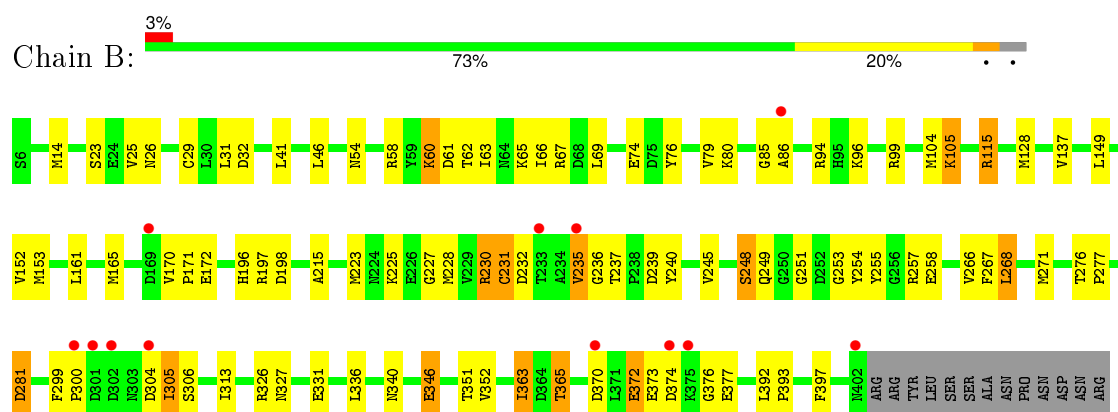 3%
Chain B:
73%
20%
•
•
S6 M14 S23 E24 V25 N26 C29 L30 L31 D32 L41 L46 N54 R58 Y59 K60 D61 T62 I63 N64 K65 I66 R67 D68 L69 E74 D75 Y76 V79 K80 G85 A86 R94 H95 K96 R99 M104 K105 R115 M128 V137 L149
V152 M153 L161 M165 D169 V170 P171 E172 H196 R197 D198 A215 M223 N224 K225 E226 G227 M228 V229 R230 C231 D232 T233 A234 V235 G236 T237 P238 D239 Y240 V245 S248 Q249 G250 G251 D252 G253 Y254 Y255 G256 R257 E258 V266 F267 L268 M271 T276 P277
D281 F299 P300 D301 D302 N303 D304 I305 S306 I313 R326 N327 E331 L336 N340 E346 T351 V352 I363 D364 T365 D370 L371 E372 E373 D374 K375 G376 E377 L392 P393 F397 N402 ARG ARG TYR LEU SER SER ALA ASN PRO ASN ASP ASN ARG